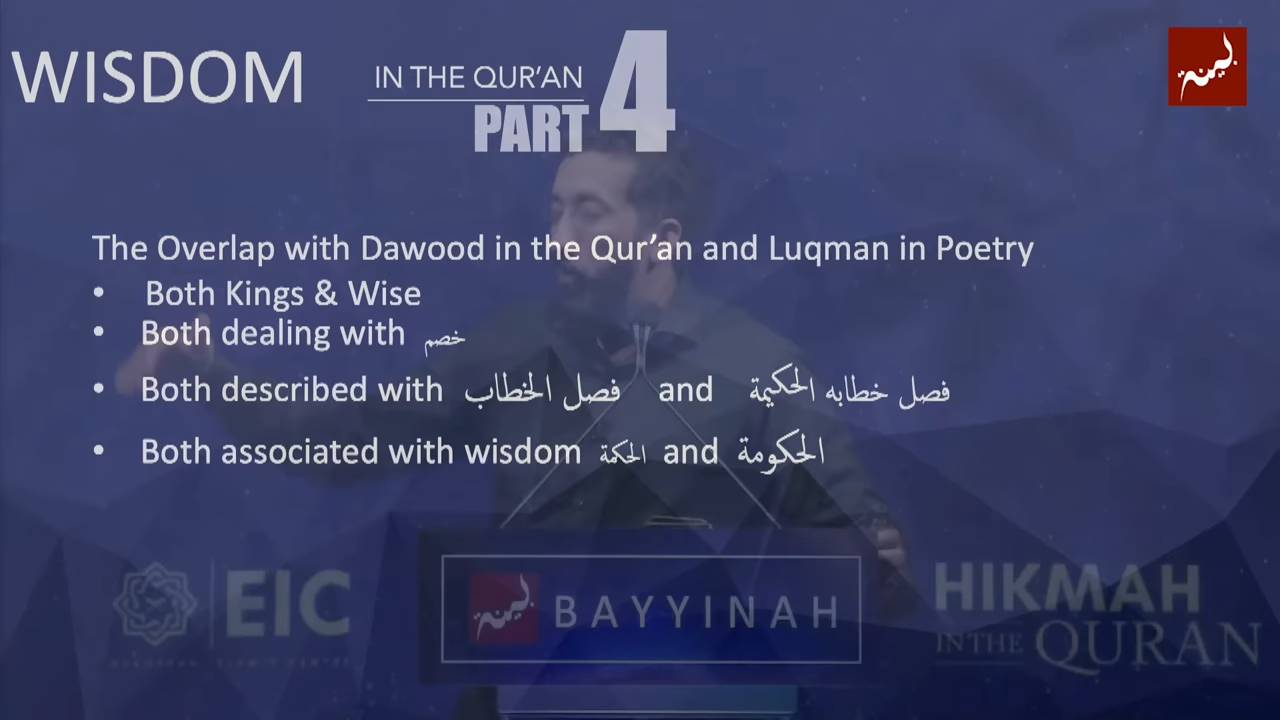 WISDOM
IN THE QUR'AN
PART 4
بينة
The Overlap with Dawood in the Qur'an and Luqman in Poetry
• Both Kings & Wise
• Both dealing with خصم
• Both described with فصل الخطاب and فصل خطابه الحكيمة
• Both associated with wisdom الحكمة and الحكومة
EIC
BAYYINAH
HIKMAH
IN THE QURAN